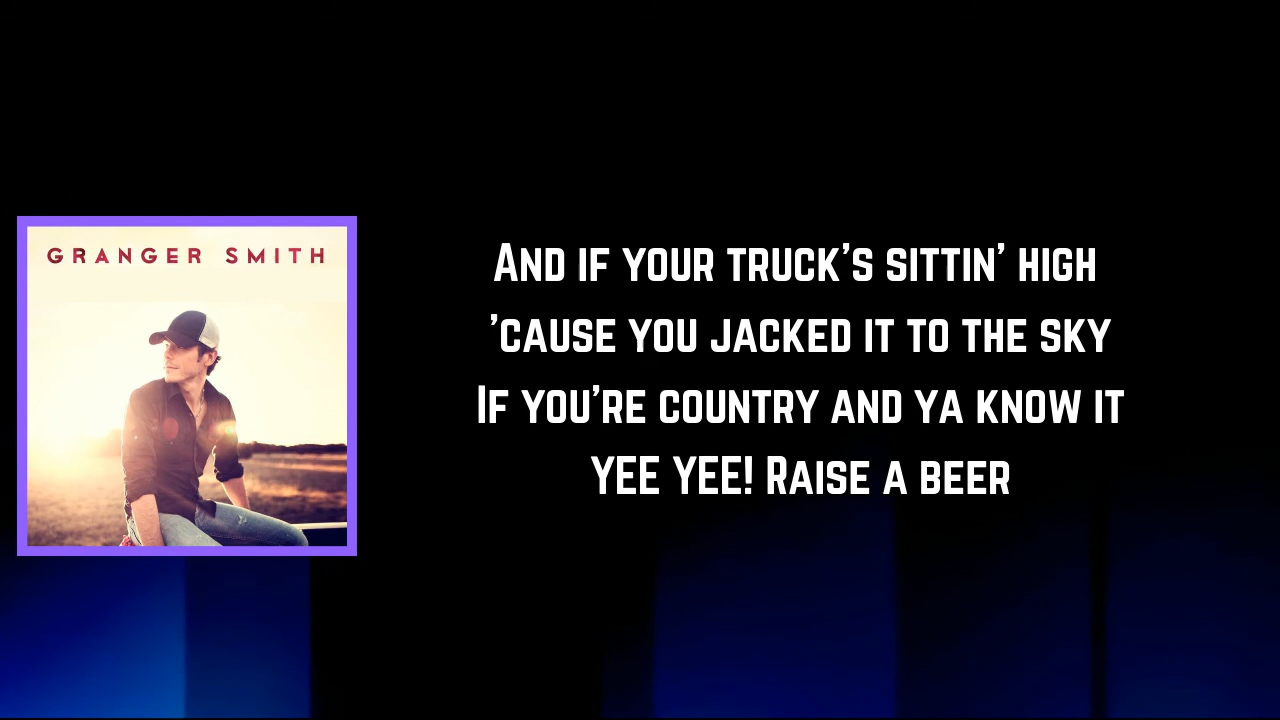 GRANGER SMITH
And if your truck's sittin' high
'cause you jacked it to the sky
If you're country and ya know it
YEE YEE! Raise a beer